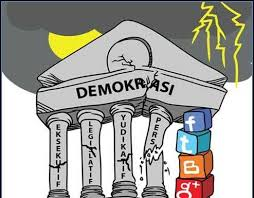 DEMOKRASI
EKSEKUTIF
LEGISLATIF
YUDIKATIF
PERS
f
t
B
g+